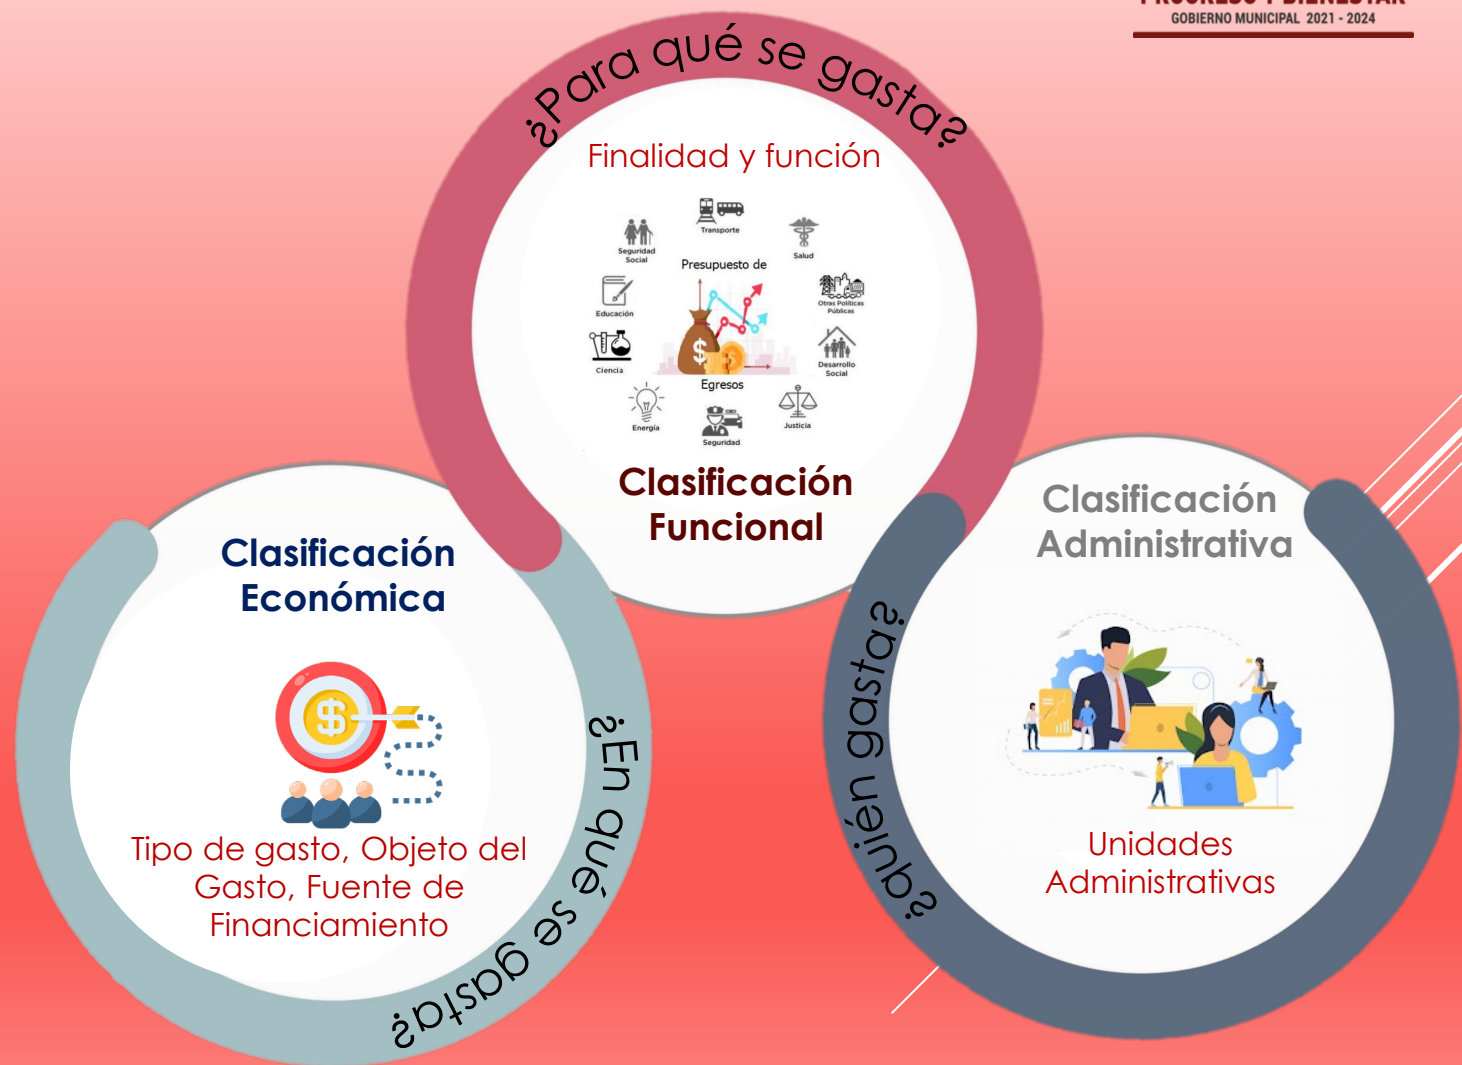 PROGRESO Y BIENESTAR
GOBIERNO MUNICIPAL 2021 - 2024
¿Para qué se gasta?
Finalidad y función
Transporte
Seguridad
Social
Salud
Presupuesto de
Educación
Otras Políticas
Públicas
Ciencia
Desarrollo
Social
Egresos
Energía
Seguridad
Justicia
Clasificación
Funcional
Clasificación
Económica
Tipo de gasto, Objeto del
Gasto, Fuente de
Financiamiento
¿En qué se gasta?
Clasificación
Administrativa
¿quién gasta?
Unidades
Administrativas